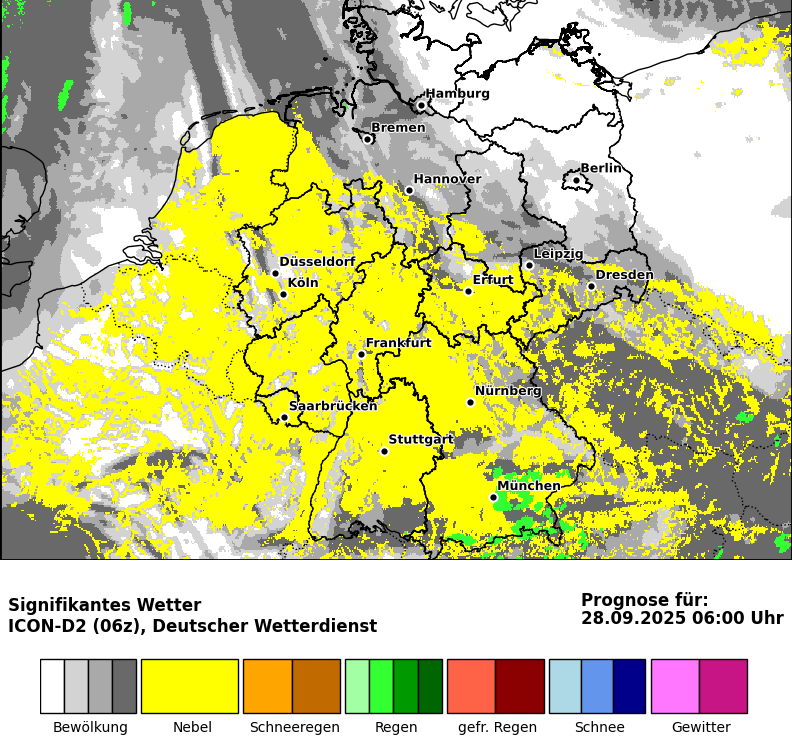 Hamburg
Bremen
Berlin
Hannover
Leipzig
Düsseldorf
Dresden
Köln
Erfurt
Frankfurt
Nürnberg
Saarbrücken
Stuttgart
München
Signifikantes Wetter
ICON-D2 (06z), Deutscher Wetterdienst
Prognose für:
28.09.2025 06:00 Uhr
Bewölkung Nebel Schneeregen Regen gefr. Regen Schnee Gewitter